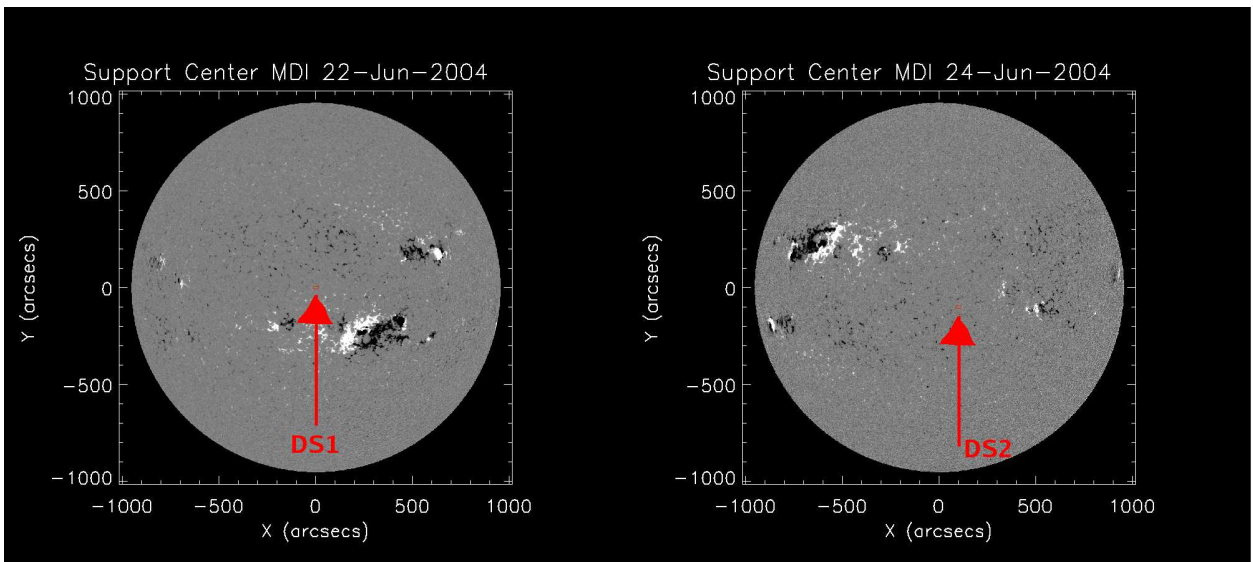 Support Center MDI 22-Jun-2004
1000
500
0
-500
-1000
Y (arcsecs)
DS1
-1000 -500 0 500 1000
X (arcsecs)
Support Center MDI 24-Jun-2004
1000
500
0
-500
-1000
Y (arcsecs)
DS2
-1000 -500 0 500 1000
X (arcsecs)